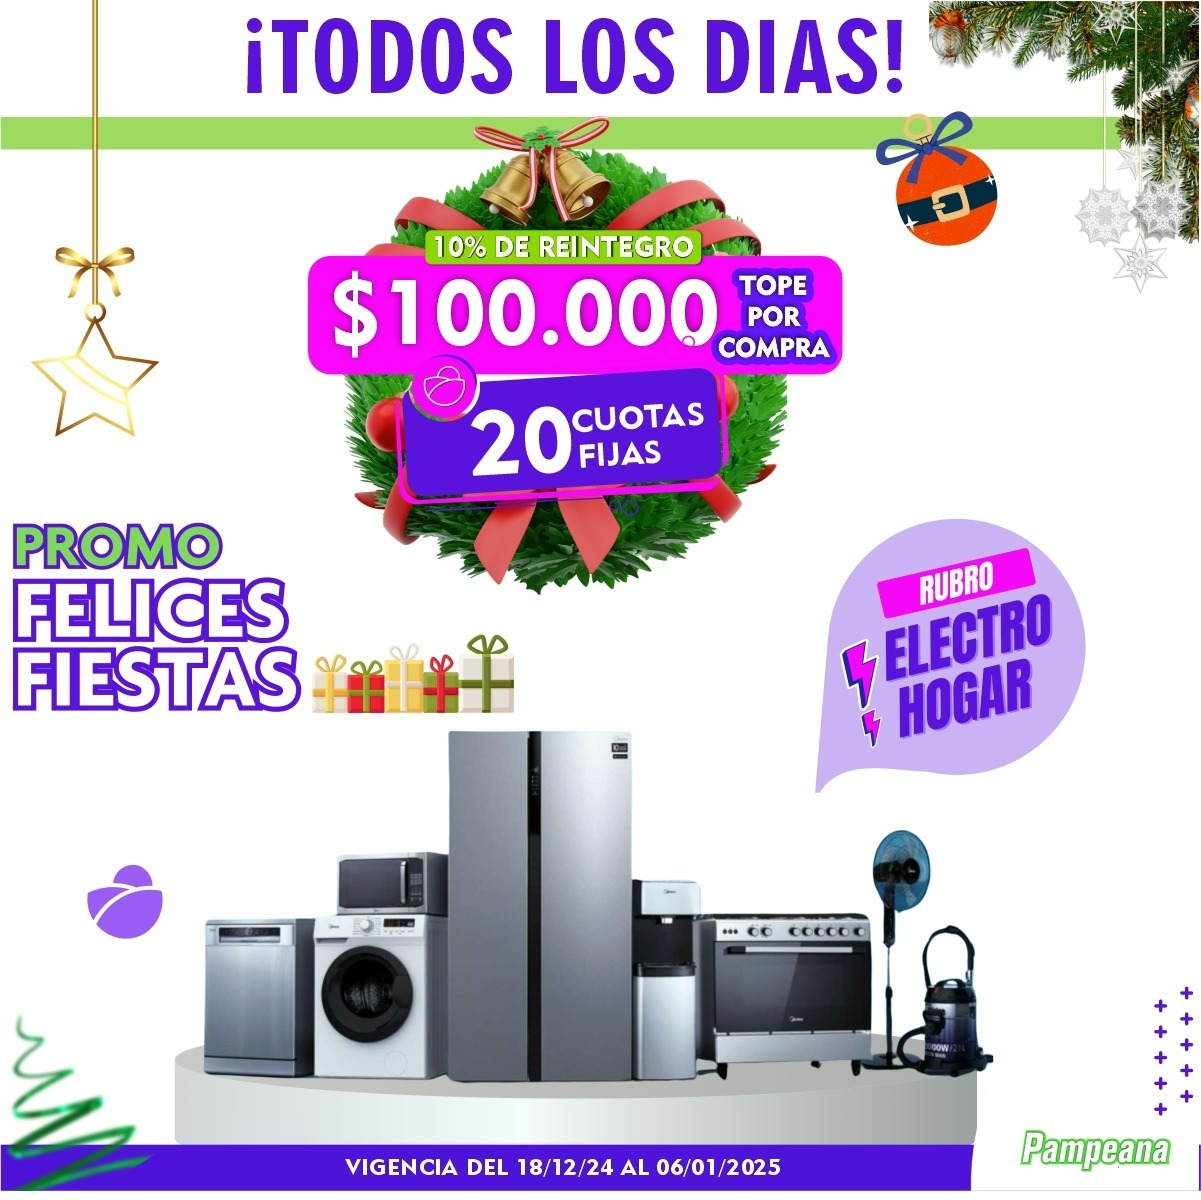 ¡TODOS LOS DIAS!
10% DE REINTEGRO
$100.000
TOPE
POR
COMPRA
20 CUOTAS
FIJAS
PROMO
FELICES
FIESTAS
RUBRO
ELECTRO
HOGAR
VIGENCIA DEL 18/12/24 AL 06/01/2025
Pampeana